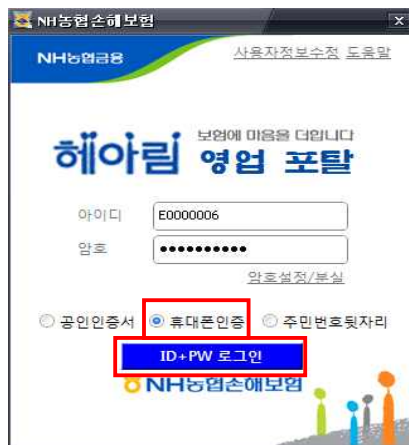 NH농협손해보험
NH농협금융 사용자정보수정 도움말
보험에 마음을 더합니다
헤아림 영업 포탈
아이디 E0000006
암호 ●●●●●●●●●●
암호설정/분실
공인인증서 휴대폰인증 주민번호뒷자리
ID+PW 로그인
NH농협손해보험